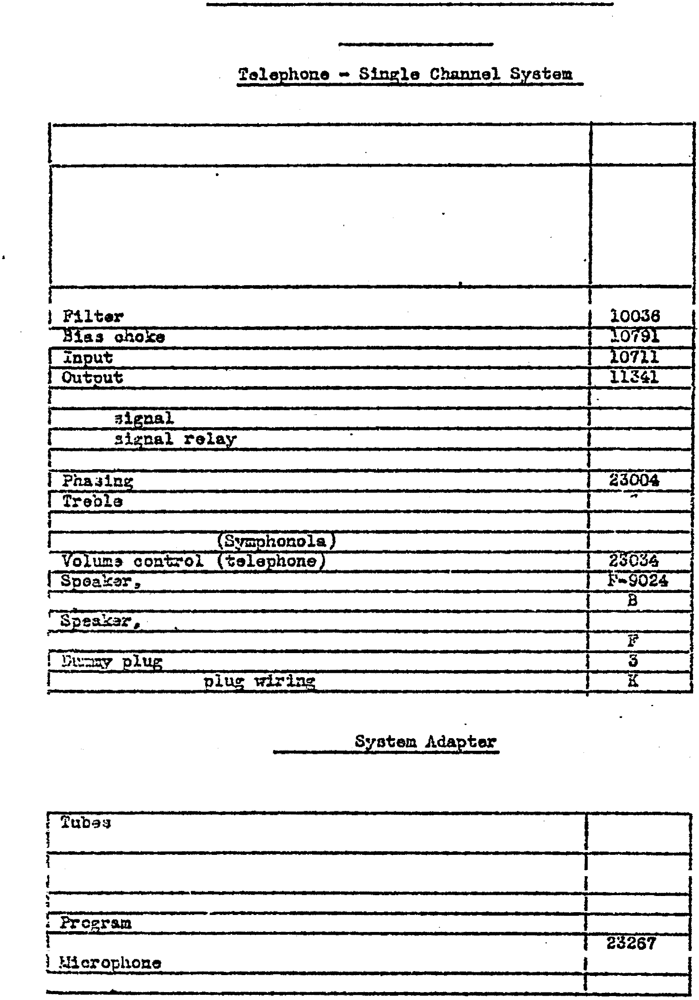 Telephone - Single Channel System
Filter 10036
Bias choke 10791
Input 10711
Output 11341
signal
signal relay
Phasing 23004
Treble
(Symphonola)
Volume control (telephone) 23034
Speaker, F-9024
B
Speaker,
F
Dummy plug 3
plug wiring K
System Adapter
Tubes
Program
23267
Microphone